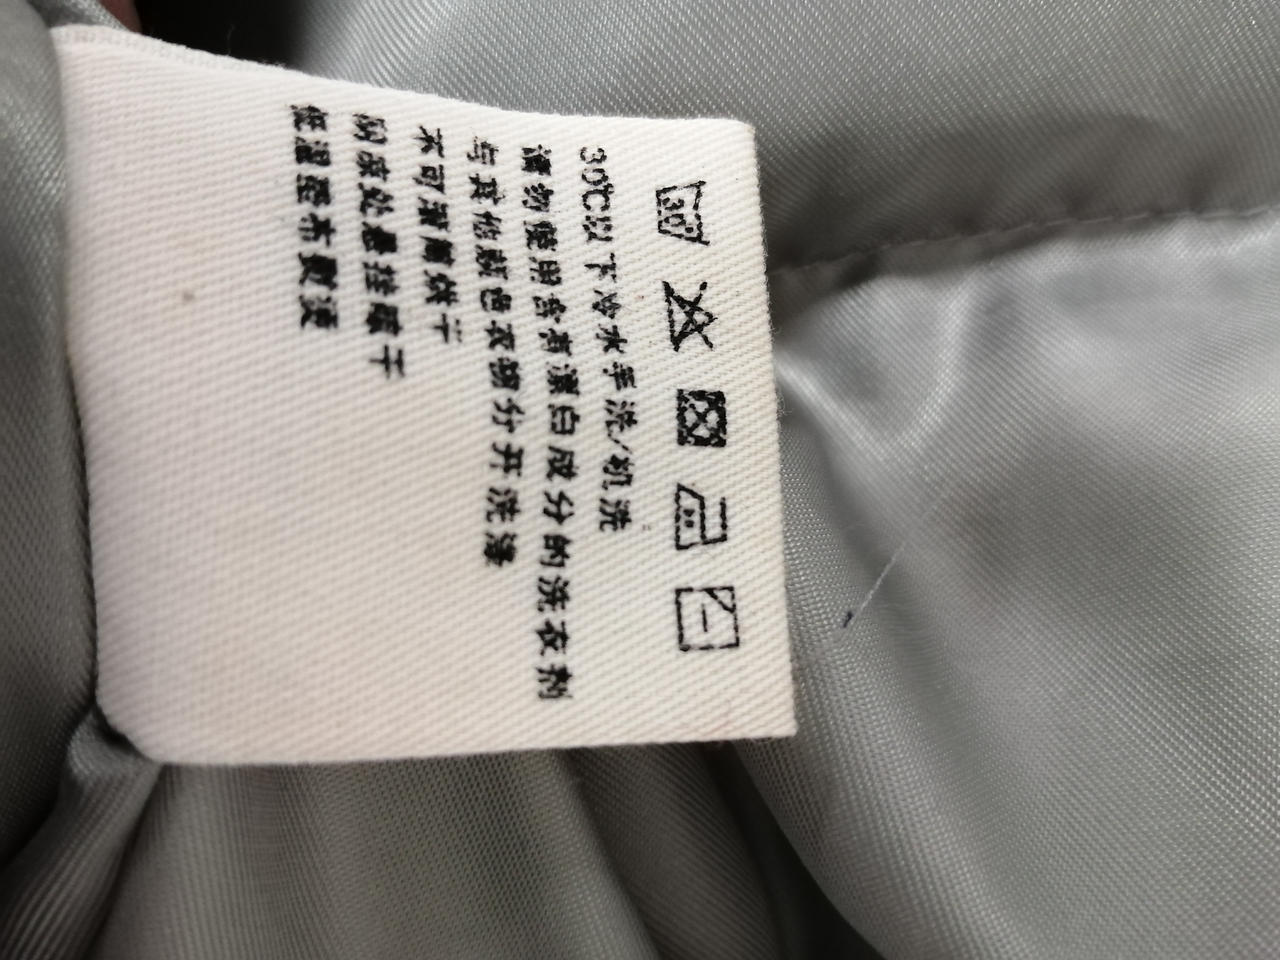 30
30℃以下冷水手洗/机洗
请勿使用含有漂白成分的洗衣剂
与其他颜色衣物分开洗涤
不可滚筒烘干
阴凉处悬挂晾干
低温垫布熨烫